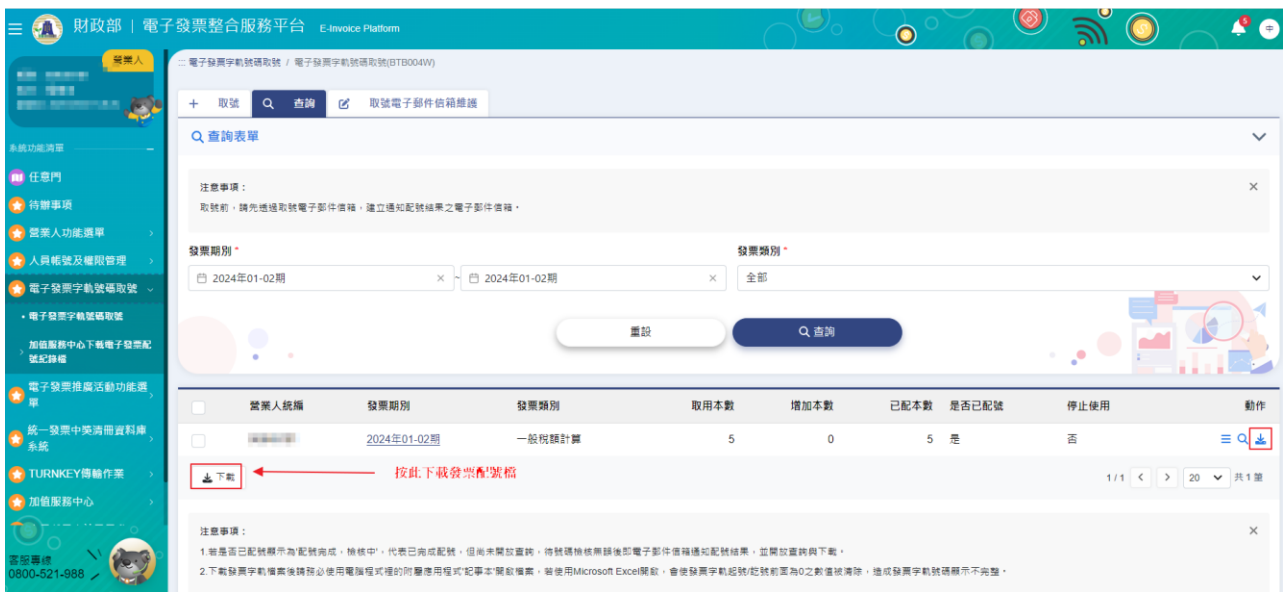 財政部 | 電子發票整合服務平台 E-Invoice Platform
5
中
營業人
::: 電子發票字軌號碼取號 / 電子發票字軌號碼取號(BTB004W)
+ 取號 查詢 取號電子郵件信箱維護
查詢表單
系統功能清單
任意門
待辦事項
營業人功能選單
人員帳號及權限管理
電子發票字軌號碼取號
• 電子發票字軌號碼取號
加值服務中心下載電子發票配
號紀錄檔
電子發票推廣活動功能選
單
統一發票中獎清冊資料庫
系統
TURNKEY傳輸作業
加值服務中心
客服專線
0800-521-988
注意事項：
取號前，請先透過取號電子郵件信箱，建立通知配號結果之電子郵件信箱。
發票期別 * 發票類別 *
2024年01-02期 × ~ 2024年01-02期 × 全部
重設 查詢
營業人統編 發票期別 發票類別 取用本數 增加本數 已配本數 是否已配號 停止使用 動作
2024年01-02期 一般稅額計算 5 0 5 是 否
下載 按此下載發票配號檔 1/1 < > 20 共1筆
注意事項：
1.若是否已配號顯示為'配號完成，檢核中'，代表已完成配號，但尚未開放查詢，待號碼檢核無誤後即電子郵件信箱通知配號結果，並開放查詢與下載。
2.下載發票字軌檔案後請務必使用電腦程式裡的附屬應用程式'記事本'開啟檔案，若使用Microsoft Excel開啟，會使發票字軌起號/訖號前面為0之數值被清除，造成發票字軌號碼顯示不完整。